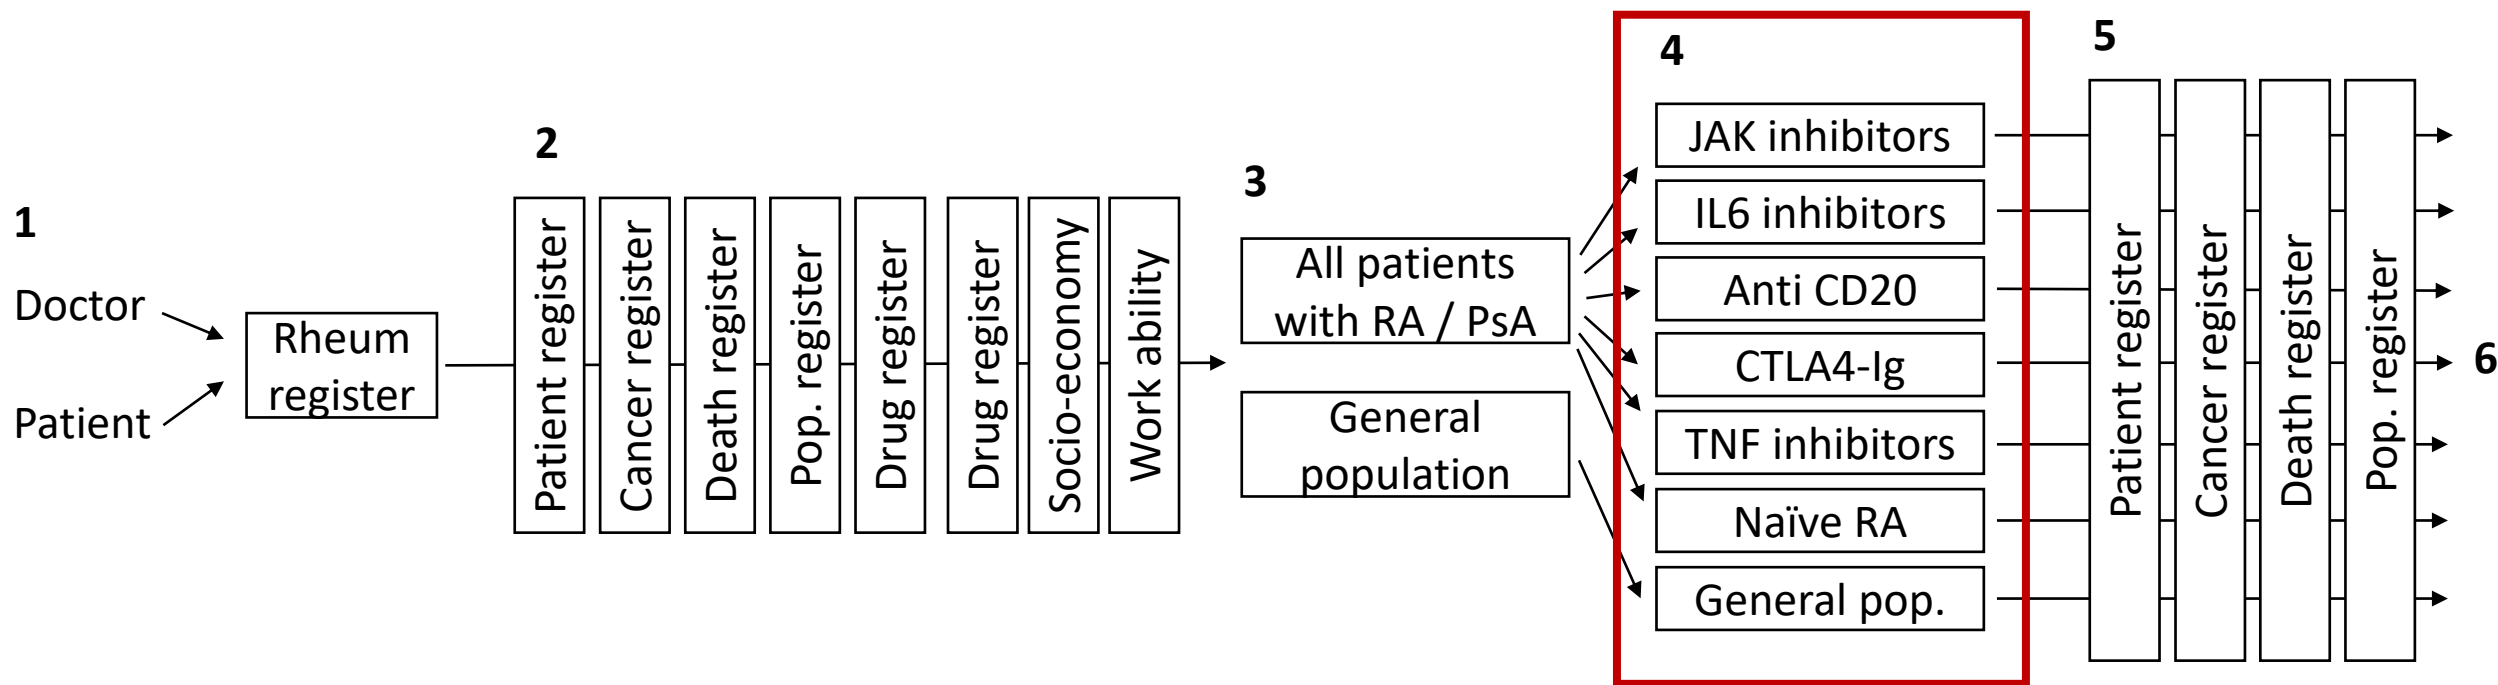 1
Doctor
Patient
Rheum
register
2
Patient register
Cancer register
Death register
Pop. register
Drug register
Drug register
Socio-economy
Work ability
3
All patients
with RA / PsA
General
population
4
JAK inhibitors
IL6 inhibitors
Anti CD20
CTLA4-Ig
TNF inhibitors
Naïve RA
General pop.
5
Patient register
Cancer register
Death register
Pop. register
6